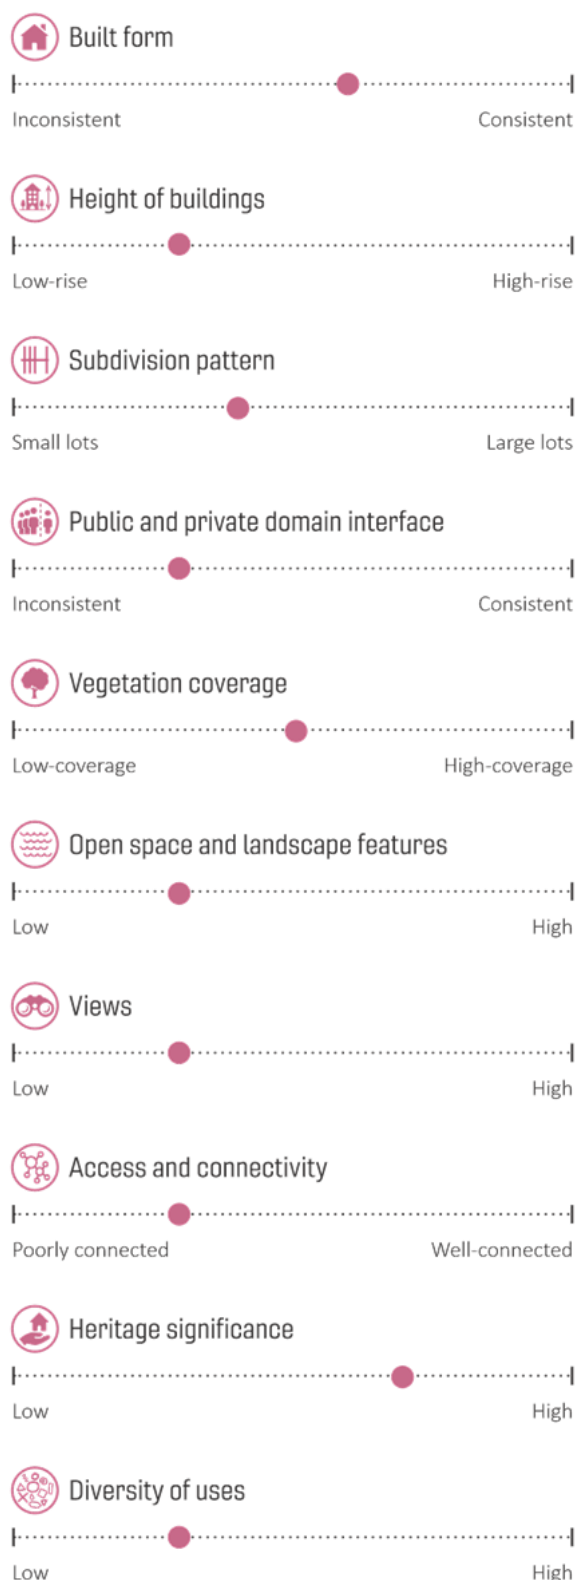 Built form
Inconsistent Consistent
Height of buildings
Low-rise High-rise
Subdivision pattern
Small lots Large lots
Public and private domain interface
Inconsistent Consistent
Vegetation coverage
Low-coverage High-coverage
Open space and landscape features
Low High
Views
Low High
Access and connectivity
Poorly connected Well-connected
Heritage significance
Low High
Diversity of uses
Low High